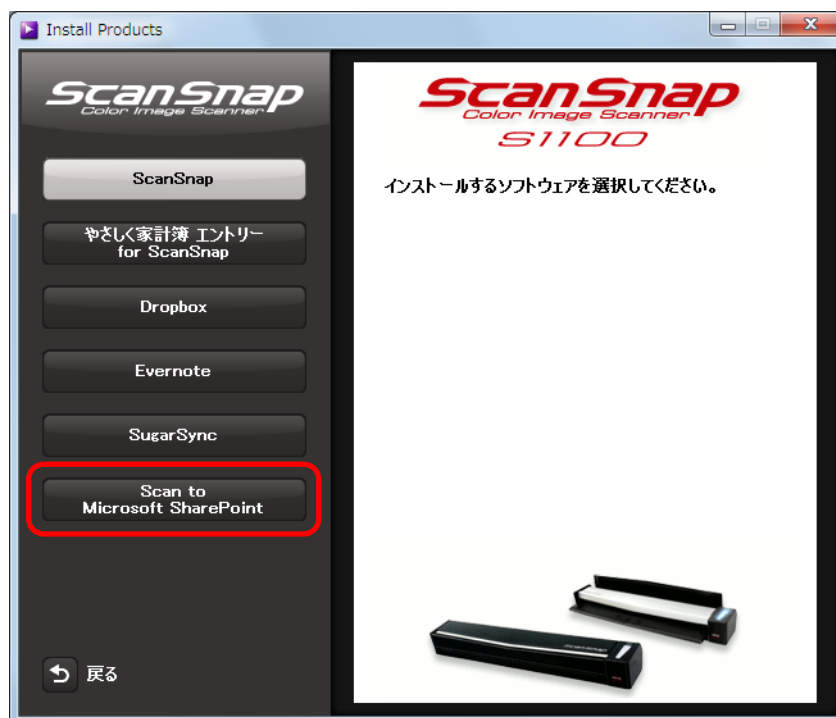 Install Products
ScanSnap
Color Image Scanner
ScanSnap
やさしく家計簿 エントリー
for ScanSnap
Dropbox
Evernote
SugarSync
Scan to
Microsoft SharePoint
戻る
ScanSnap
Color Image Scanner
S1100
インストールするソフトウェアを選択してください。
ScanSnap